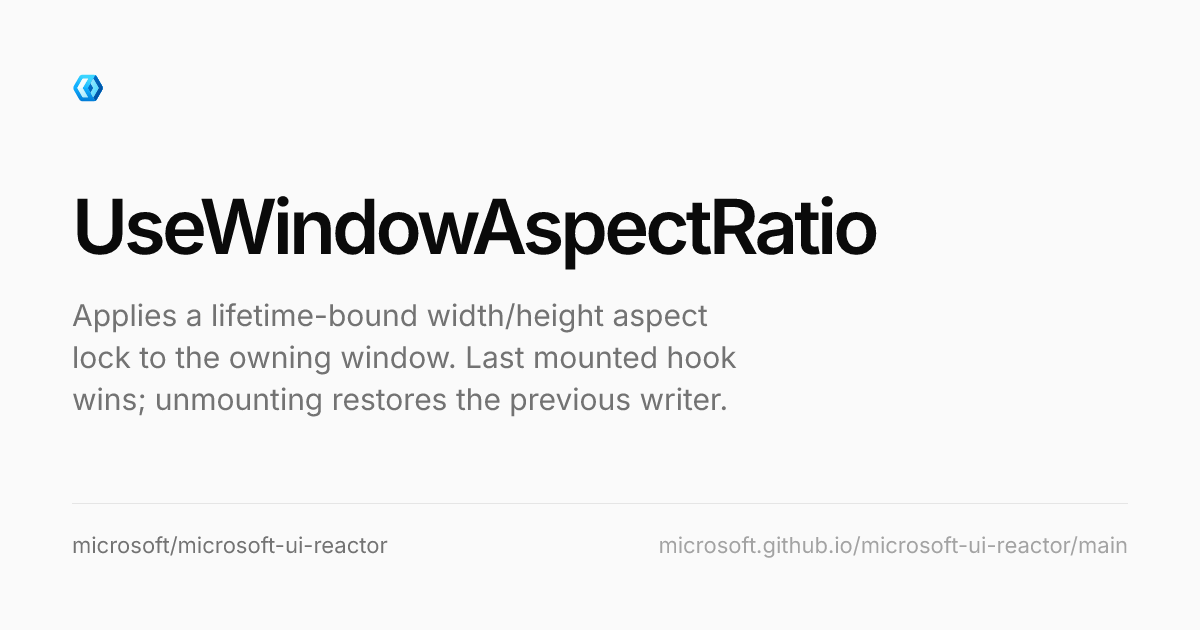 UseWindowAspectRatio
Applies a lifetime-bound width/height aspect
lock to the owning window. Last mounted hook
wins; unmounting restores the previous writer.
microsoft/microsoft-ui-reactor
microsoft.github.io/microsoft-ui-reactor/main